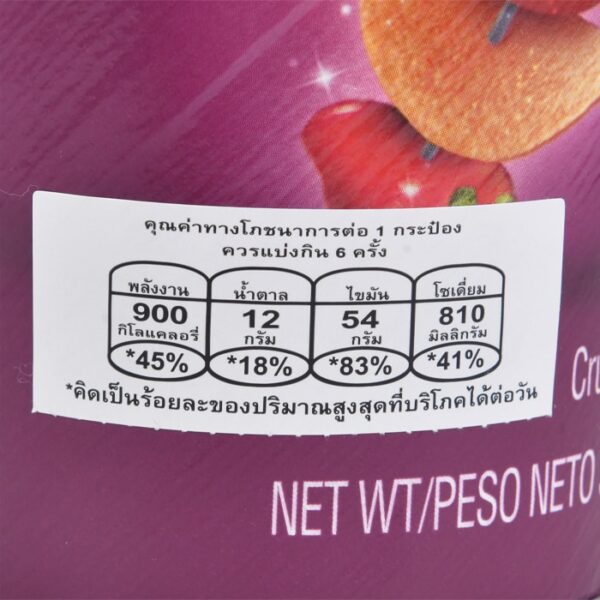 คุณค่าทางโภชนาการต่อ 1 กระป๋อง
ควรแบ่งกิน 6 ครั้ง
พลังงาน น้ำตาล ไขมัน โซเดี่ยม
900 12 54 810
กิโลแคลอรี่ กรัม กรัม มิลลิกรัม
*45% *18% *83% *41%
*คิดเป็นร้อยละของปริมาณสูงสุดที่บริโภคได้ต่อวัน
NET WT/PESO NETO